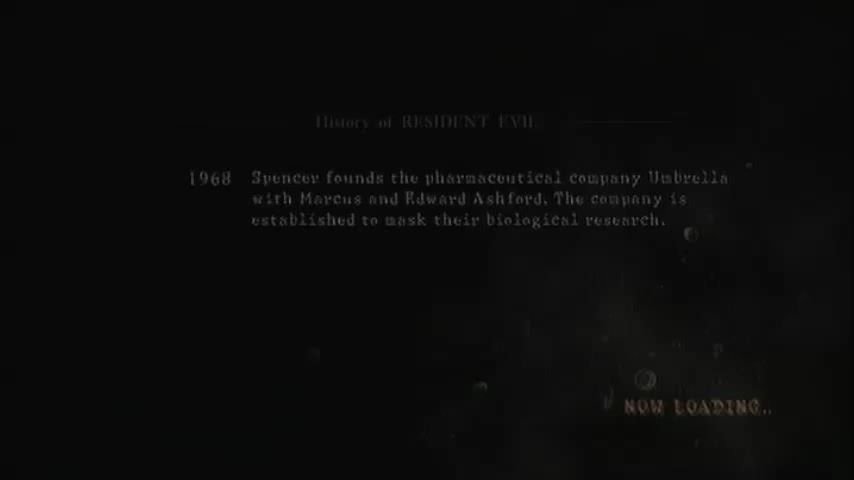 History of RESIDENT EVIL
1968 Spencer founds the pharmaceutical company Umbrella
with Marcus and Edward Ashford. The company is
established to mask their biological research.
NOW LOADING..